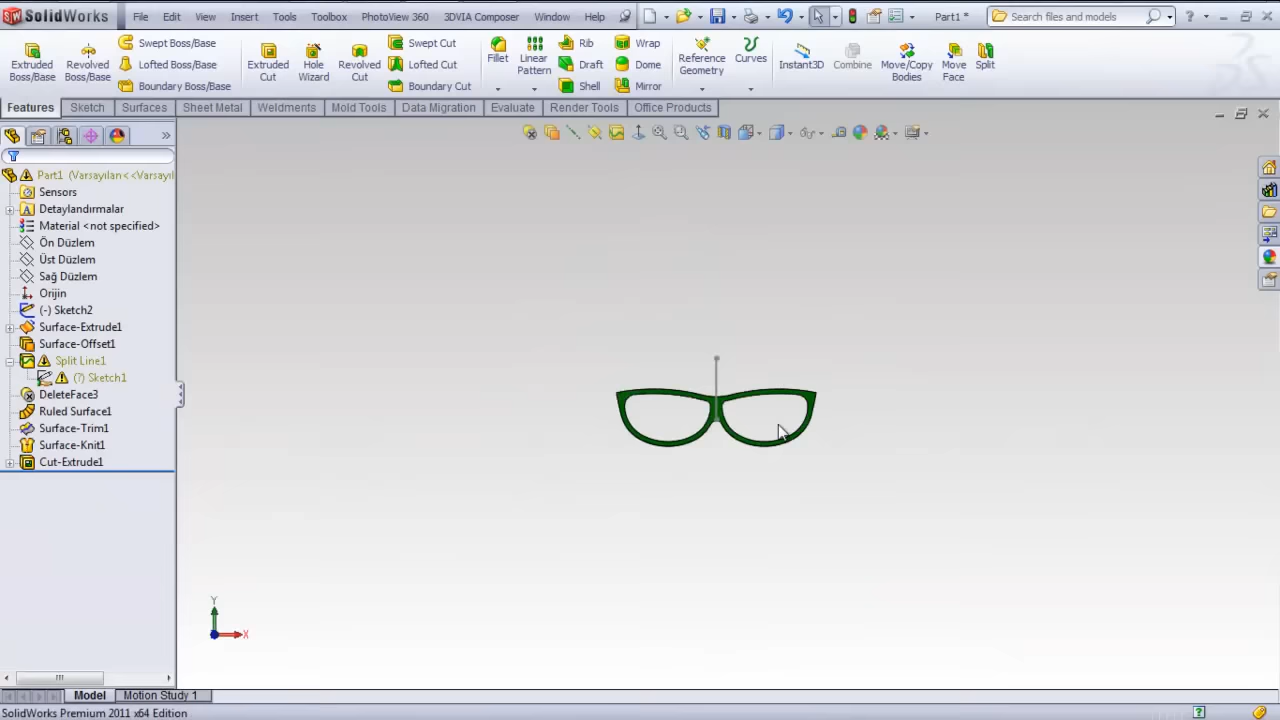 SolidWorks File Edit View Insert Tools Toolbox PhotoView 360 3DVIA Composer Window Help Part1 * Search files and models
Extruded Boss/Base
Revolved Boss/Base
Swept Boss/Base
Lofted Boss/Base
Boundary Boss/Base
Extruded Cut
Hole Wizard
Revolved Cut
Swept Cut
Lofted Cut
Boundary Cut
Fillet
Linear Pattern
Rib
Draft
Shell
Wrap
Dome
Mirror
Reference Geometry
Curves
Instant3D
Combine
Move/Copy Bodies
Move Face
Split
Features Sketch Surfaces Sheet Metal Weldments Mold Tools Data Migration Evaluate Render Tools Office Products
Part1 (Varsayılan<<Varsayıl
Sensors
Detaylandırmalar
Material <not specified>
Ön Düzlem
Üst Düzlem
Sağ Düzlem
Orijin
(-) Sketch2
Surface-Extrude1
Surface-Offset1
Split Line1
(?) Sketch1
DeleteFace3
Ruled Surface1
Surface-Trim1
Surface-Knit1
Cut-Extrude1
Y
X
Model Motion Study 1
SolidWorks Premium 2011 x64 Edition